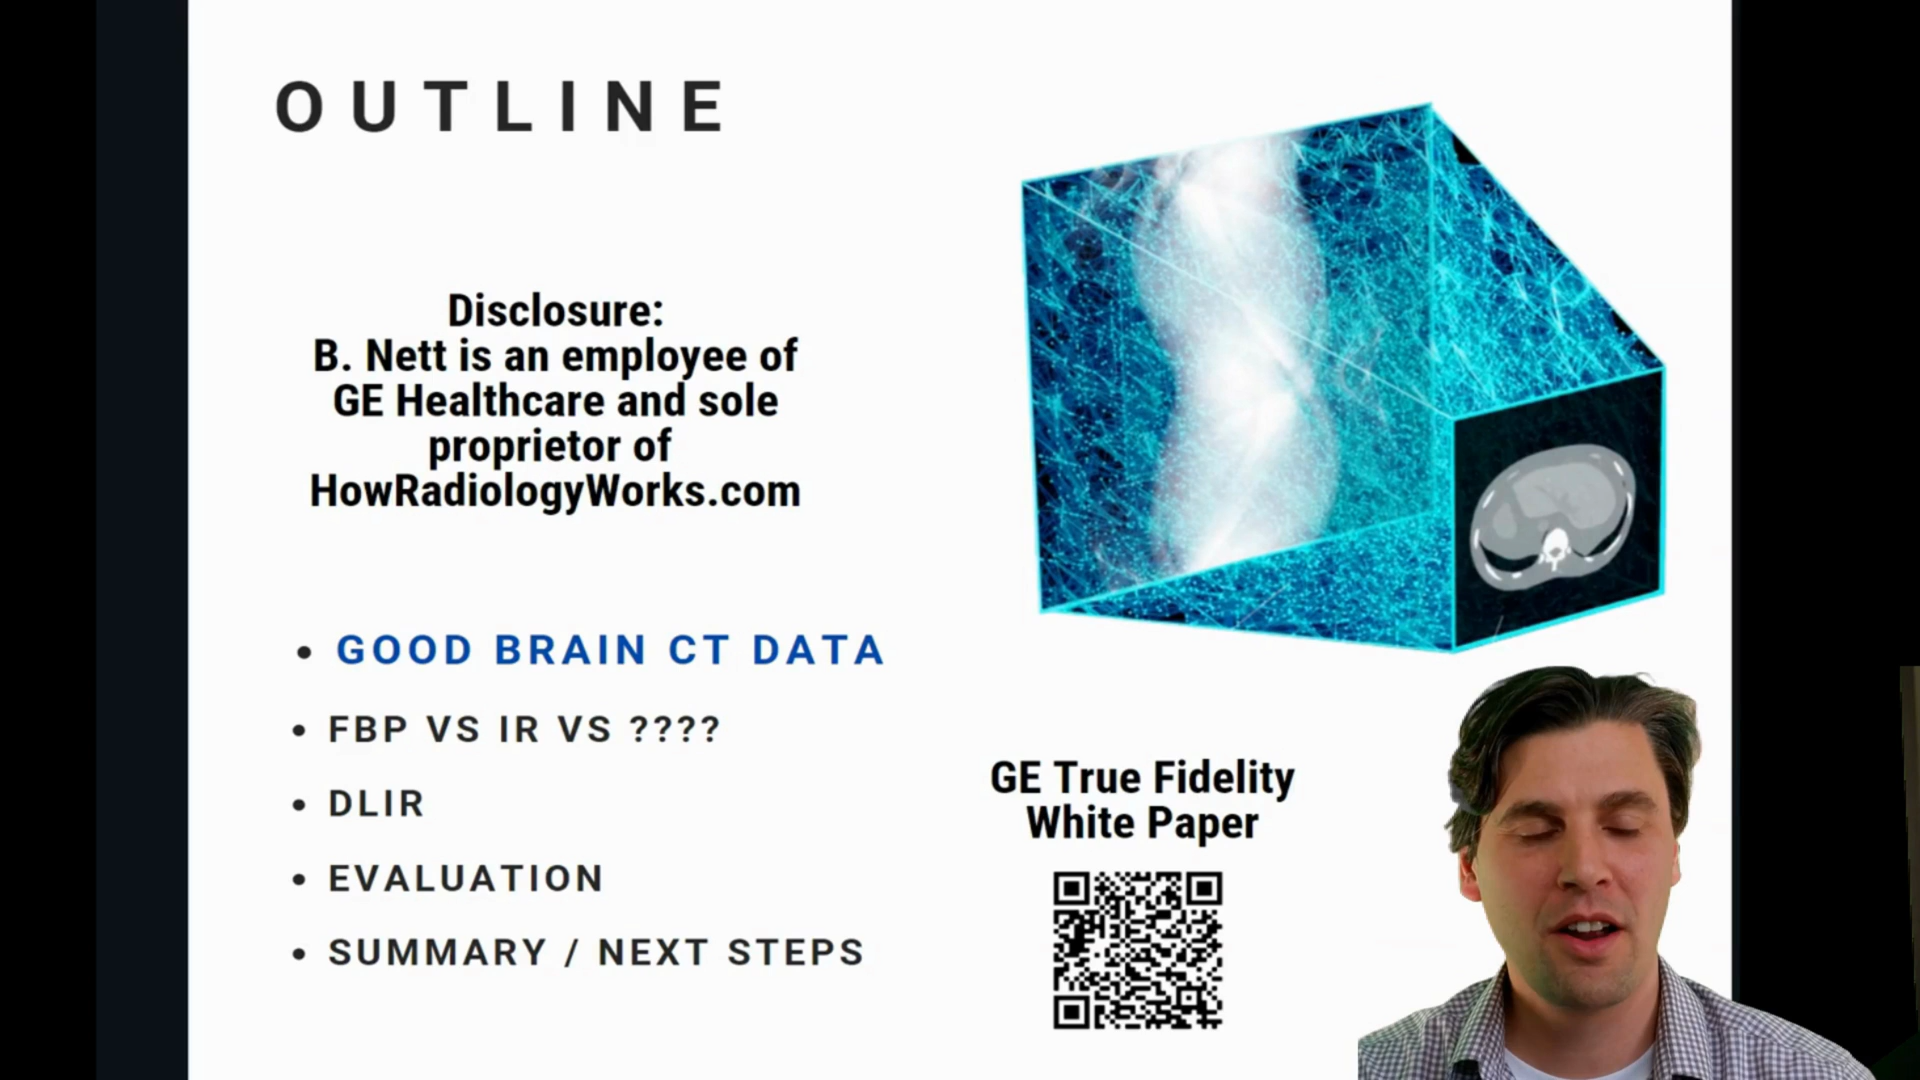 OUTLINE
Disclosure:
B. Nett is an employee of
GE Healthcare and sole
proprietor of
HowRadiologyWorks.com
• GOOD BRAIN CT DATA
• FBP VS IR VS ????
• DLIR
• EVALUATION
• SUMMARY / NEXT STEPS
GE True Fidelity
White Paper